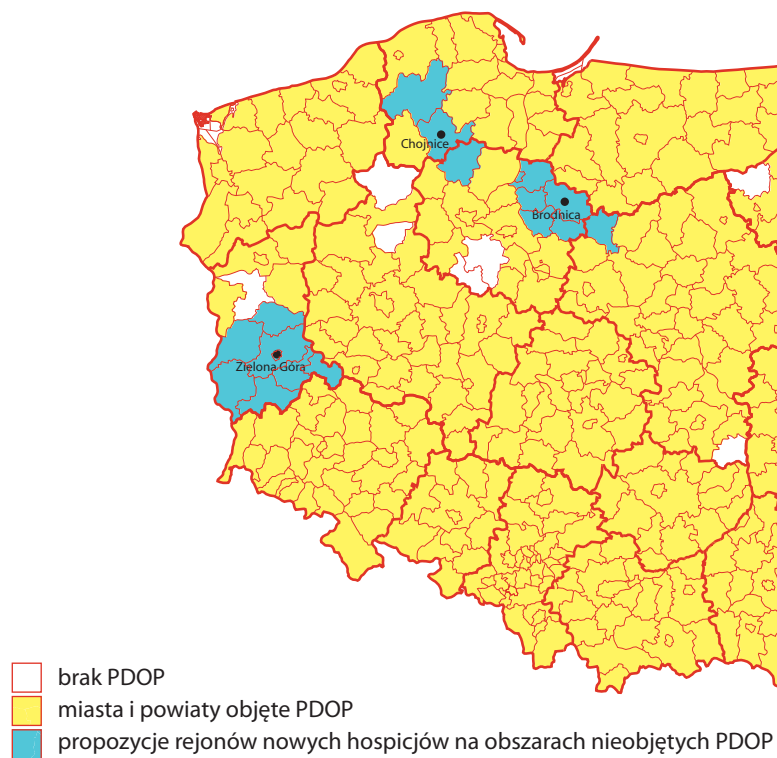 Chojnice
Brodnica
Zielona Góra
brak PDOP
miasta i powiaty objęte PDOP
propozycje rejonów nowych hospicjów na obszarach nieobjętych PDOP